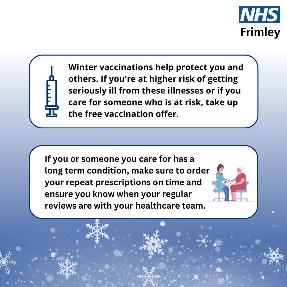 NHS
Frimley
Winter vaccinations help protect you and
others. If you're at higher risk of getting
seriously ill from these illnesses or if you
care for someone who is at risk, take up
the free vaccination offer.
If you or someone you care for has a
long term condition, make sure to order
your repeat prescriptions on time and
ensure you know when your regular
reviews are with your healthcare team.